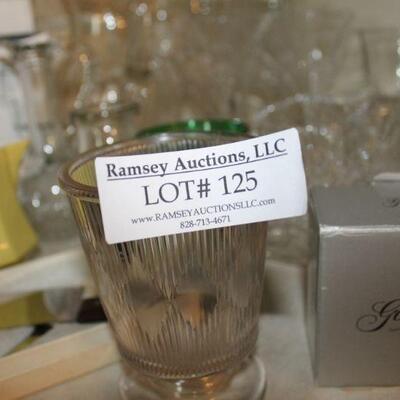 Ramsey Auctions, LLC
LOT# 125
WWW.RAMSEYAUCTIONSLLC.com
828-713-4671